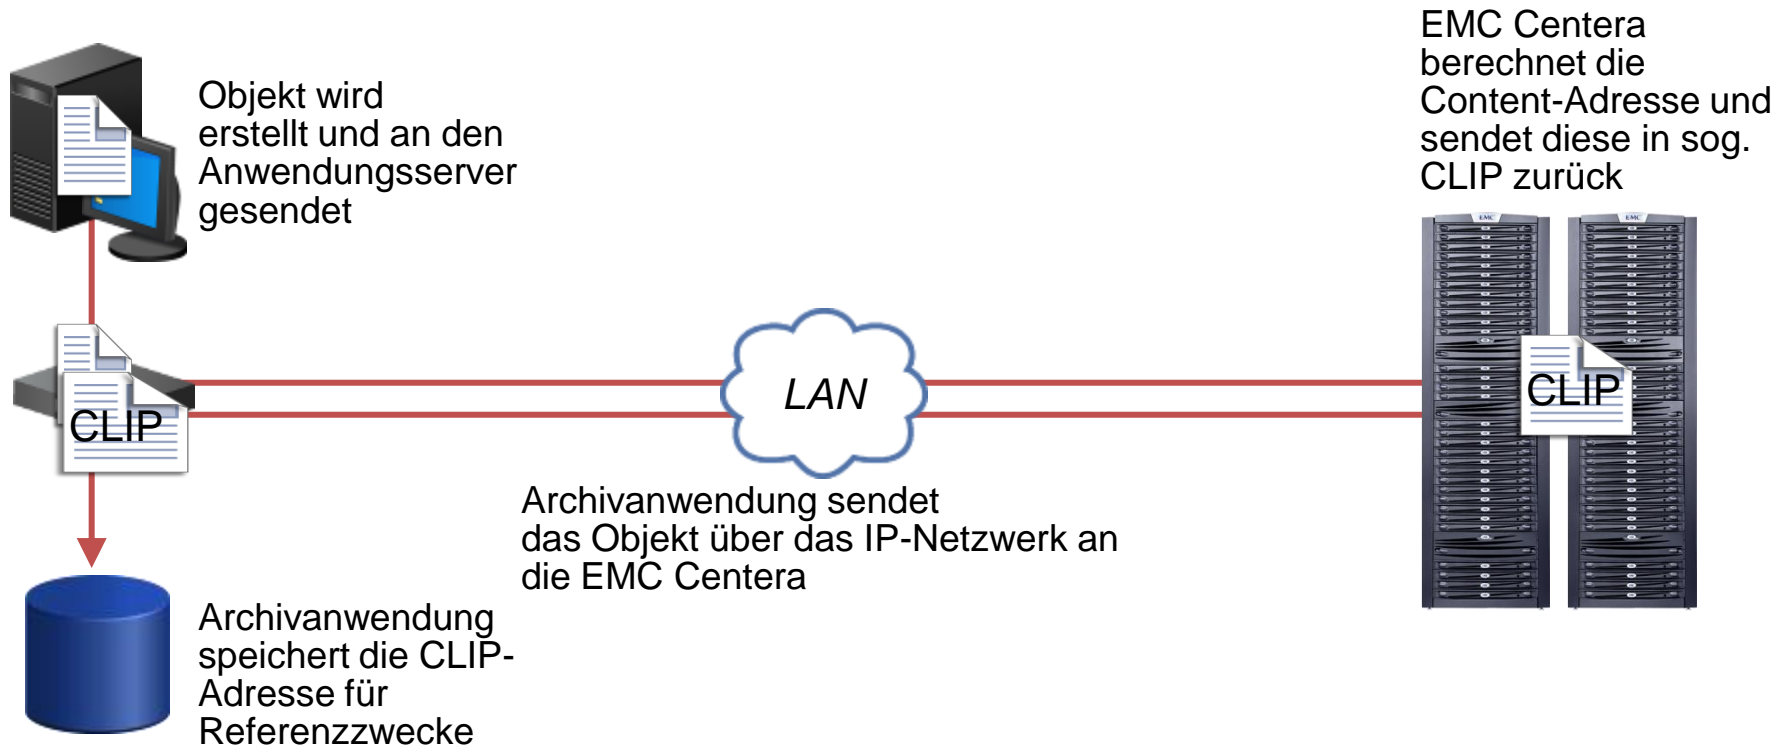 Objekt wird
erstellt und an den
Anwendungsserver
gesendet
EMC Centera
berechnet die
Content-Adresse und
sendet diese in sog.
CLIP zurück
EMC
EMC
CLIP
LAN
CLIP
Archivanwendung sendet
das Objekt über das IP-Netzwerk an
die EMC Centera
Archivanwendung
speichert die CLIP-
Adresse für
Referenzzwecke